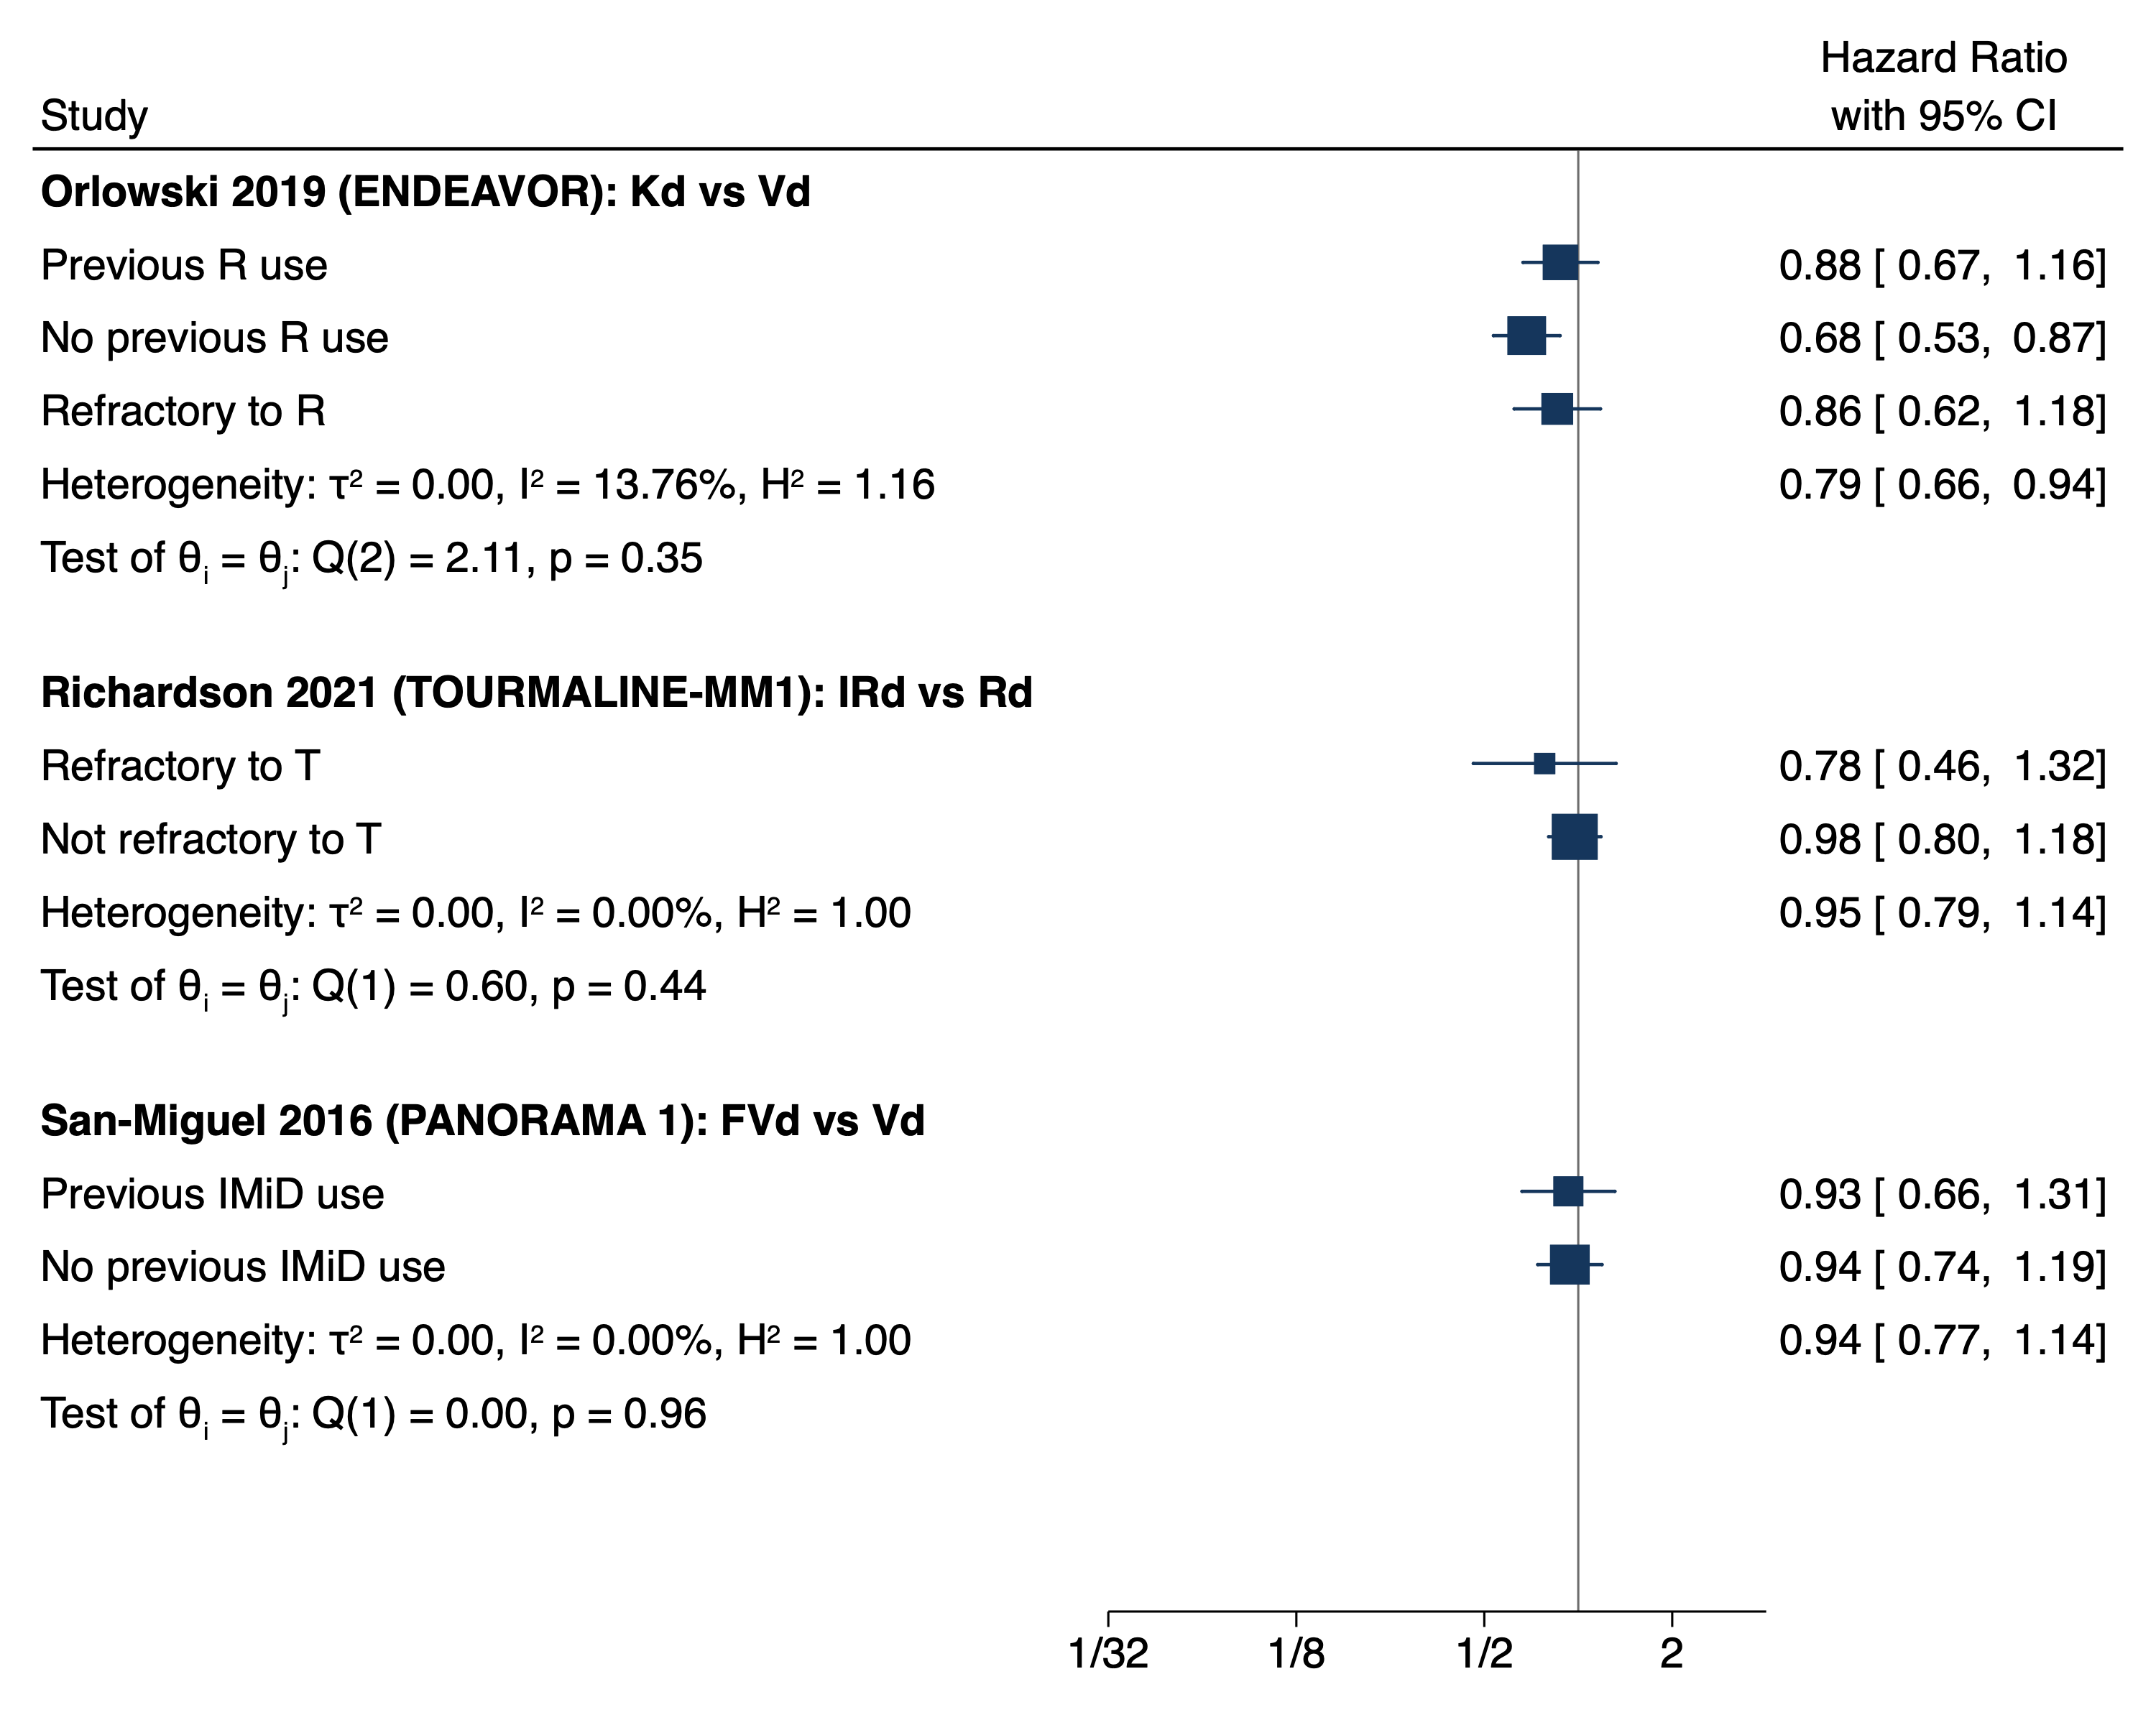 Hazard Ratio
Study with 95% CI
Orlowski 2019 (ENDEAVOR): Kd vs Vd
Previous R use 0.88 [ 0.67, 1.16]
No previous R use 0.68 [ 0.53, 0.87]
Refractory to R 0.86 [ 0.62, 1.18]
Heterogeneity: τ² = 0.00, I² = 13.76%, H² = 1.16 0.79 [ 0.66, 0.94]
Test of θᵢ = θⱼ: Q(2) = 2.11, p = 0.35
Richardson 2021 (TOURMALINE-MM1): IRd vs Rd
Refractory to T 0.78 [ 0.46, 1.32]
Not refractory to T 0.98 [ 0.80, 1.18]
Heterogeneity: τ² = 0.00, I² = 0.00%, H² = 1.00 0.95 [ 0.79, 1.14]
Test of θᵢ = θⱼ: Q(1) = 0.60, p = 0.44
San-Miguel 2016 (PANORAMA 1): FVd vs Vd
Previous IMiD use 0.93 [ 0.66, 1.31]
No previous IMiD use 0.94 [ 0.74, 1.19]
Heterogeneity: τ² = 0.00, I² = 0.00%, H² = 1.00 0.94 [ 0.77, 1.14]
Test of θᵢ = θⱼ: Q(1) = 0.00, p = 0.96
1/32 1/8 1/2 2